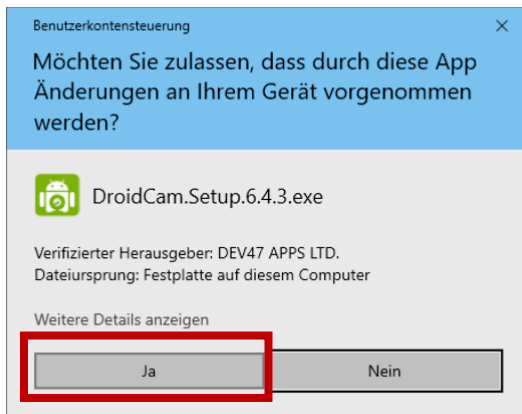 Benutzerkontensteuerung
Möchten Sie zulassen, dass durch diese App
Änderungen an Ihrem Gerät vorgenommen
werden?
DroidCam.Setup.6.4.3.exe
Verifizierter Herausgeber: DEV47 APPS LTD.
Dateiursprung: Festplatte auf diesem Computer
Weitere Details anzeigen
Ja
Nein